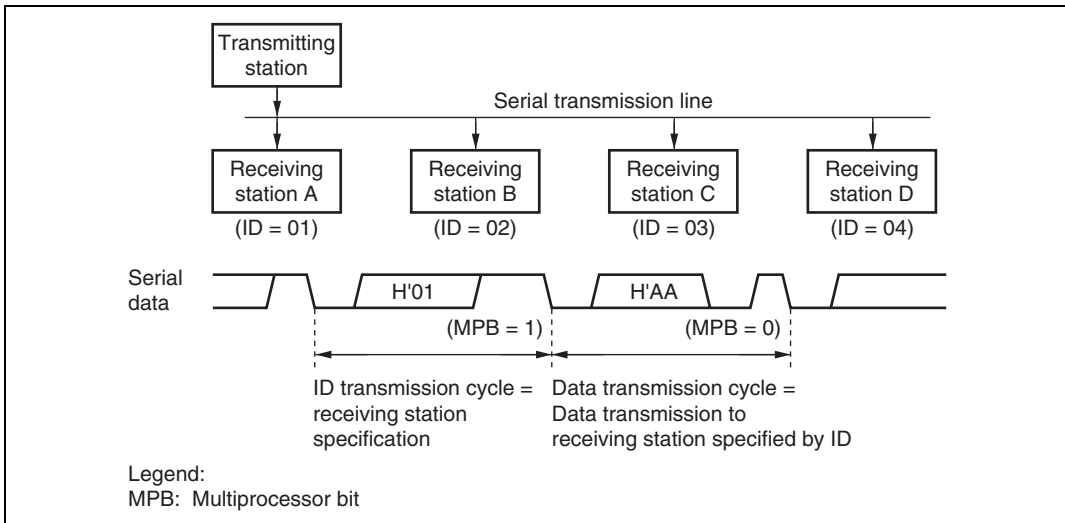 Transmitting
station
Serial transmission line
Receiving
station A
(ID = 01)
Receiving
station B
(ID = 02)
Receiving
station C
(ID = 03)
Receiving
station D
(ID = 04)
Serial
data
H'01
H'AA
(MPB = 1)
(MPB = 0)
ID transmission cycle =
receiving station
specification
Data transmission cycle =
Data transmission to
receiving station specified by ID
Legend:
MPB: Multiprocessor bit